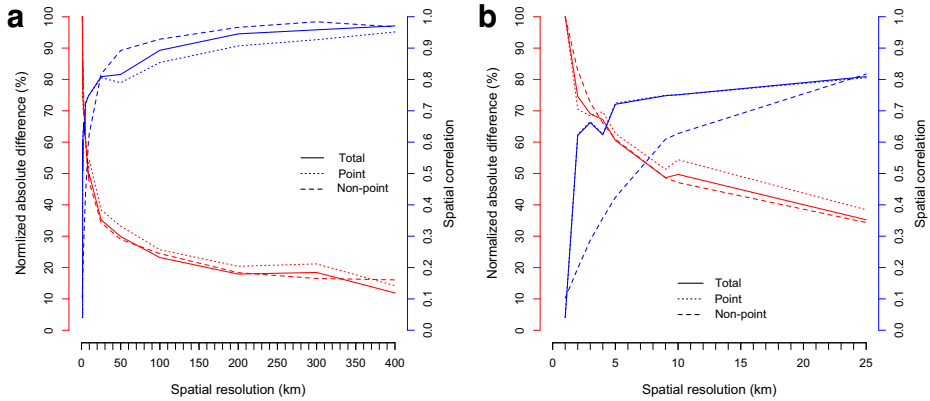 a
Normlized absolute difference (%)
0 10 20 30 40 50 60 70 80 90 100
Total
Point
Non-point
0.0 0.1 0.2 0.3 0.4 0.5 0.6 0.7 0.8 0.9 1.0
Spatial correlation
0 50 100 150 200 250 300 350 400
Spatial resolution (km)
b
Normalized absolute difference (%)
0 10 20 30 40 50 60 70 80 90 100
Total
Point
Non-point
0.0 0.1 0.2 0.3 0.4 0.5 0.6 0.7 0.8 0.9 1.0
Spatial correlation
0 5 10 15 20 25
Spatial resolution (km)